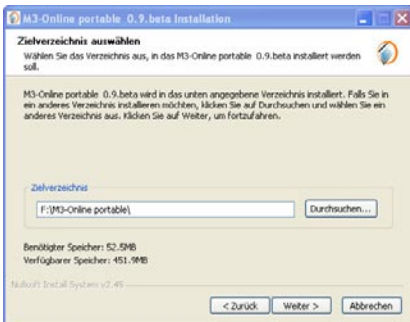 M3-Online portable 0.9.beta Installation
Zielverzeichnis auswählen
Wählen Sie das Verzeichnis aus, in das M3-Online portable 0.9.beta installiert werden
soll.
M3-Online portable 0.9.beta wird in das unten angegebene Verzeichnis installiert. Falls Sie in
ein anderes Verzeichnis installieren möchten, klicken Sie auf Durchsuchen und wählen Sie ein
anderes Verzeichnis aus. Klicken Sie auf Weiter, um fortzufahren.
Zielverzeichnis
F:\M3-Online portable\
Durchsuchen...
Benötigter Speicher: 52.5MB
Verfügbarer Speicher: 451.9MB
Nullsoft Install System v2.45
< Zurück
Weiter >
Abbrechen